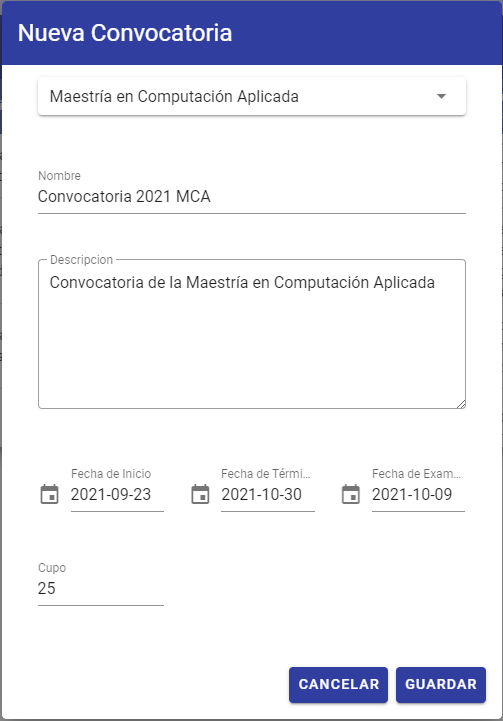 Nueva Convocatoria
Maestría en Computación Aplicada
Nombre
Convocatoria 2021 MCA
Descripcion
Convocatoria de la Maestría en Computación Aplicada
Fecha de Inicio Fecha de Térmi... Fecha de Exam...
2021-09-23 2021-10-30 2021-10-09
Cupo
25
CANCELAR GUARDAR